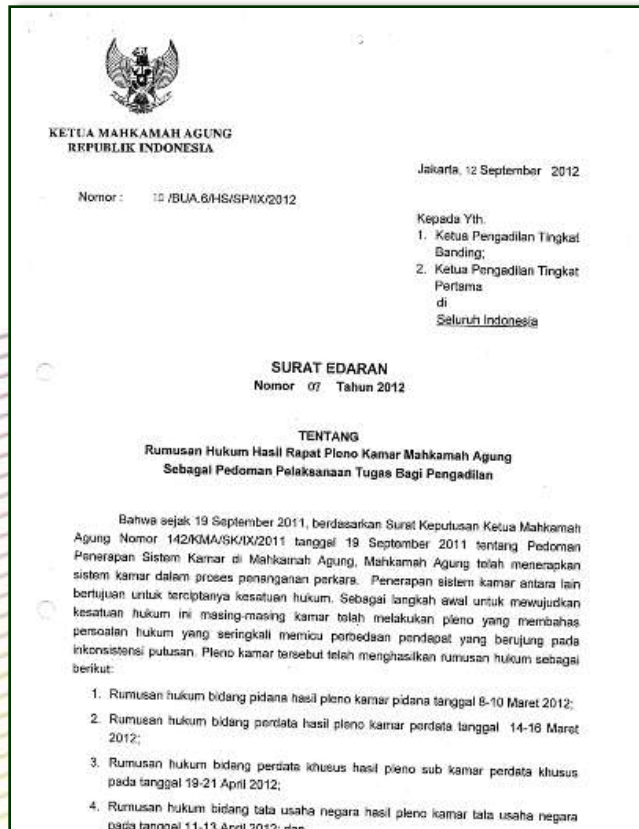 KETUA MAHKAMAH AGUNG
REPUBLIK INDONESIA
Jakarta, 12 September 2012
Nomor : 10 /BUA.6/HS/SP/IX/2012
Kepada Yth.
1. Ketua Pengadilan Tingkat
Banding;
2. Ketua Pengadilan Tingkat
Pertama
di
Seluruh Indonesia
SURAT EDARAN
Nomor 07 Tahun 2012
TENTANG
Rumusan Hukum Hasil Rapat Pleno Kamar Mahkamah Agung
Sebagai Pedoman Pelaksanaan Tugas Bagi Pengadilan
Bahwa sejak 19 September 2011, berdasarkan Surat Keputusan Ketua Mahkamah
Agung Nomor 142/KMA/SK/IX/2011 tanggal 19 September 2011 tentang Pedoman
Penerapan Sistem Kamar di Mahkamah Agung, Mahkamah Agung telah menerapkan
sistem kamar dalam proses penanganan perkara. Penerapan sistem kamar antara lain
bertujuan untuk terciptanya kesatuan hukum. Sebagai langkah awal untuk mewujudkan
kesatuan hukum ini masing-masing kamar telah melakukan pleno yang membahas
persoalan hukum yang seringkali memicu perbedaan pendapat yang berujung pada
inkonsistensi putusan. Pleno kamar tersebut telah menghasilkan rumusan hukum sebagai
berikut:
1. Rumusan hukum bidang pidana hasil pleno kamar pidana tanggal 8-10 Maret 2012;
2. Rumusan hukum bidang perdata hasil pleno kamar perdata tanggal 14-16 Maret
2012;
3. Rumusan hukum bidang perdata khusus hasil pleno sub kamar perdata khusus
pada tanggal 19-21 April 2012;
4. Rumusan hukum bidang tata usaha negara hasil pleno kamar tata usaha negara
pada tanggal 11-13 April 2012; dan